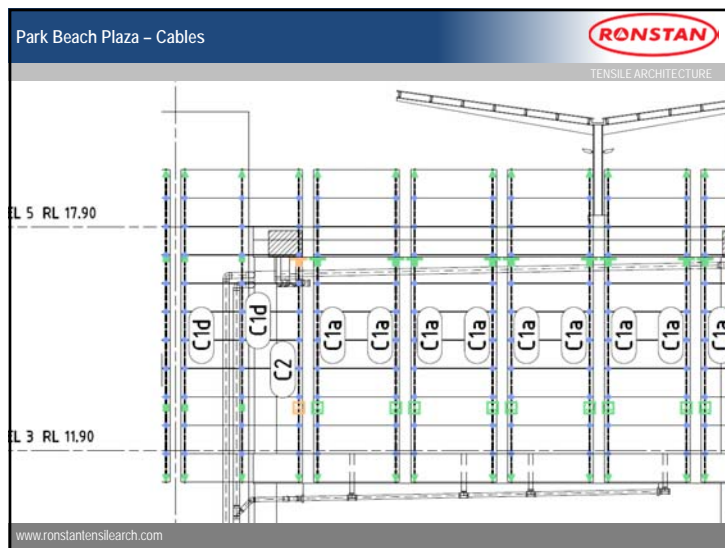 Park Beach Plaza – Cables
RONSTAN
TENSILE ARCHITECTURE
EL 5 RL 17.90
C1d
C1d
C2
C1a
C1a
C1a
C1a
C1a
C1a
C1a
C1a
C1a
EL 3 RL 11.90
www.ronstantensilearch.com